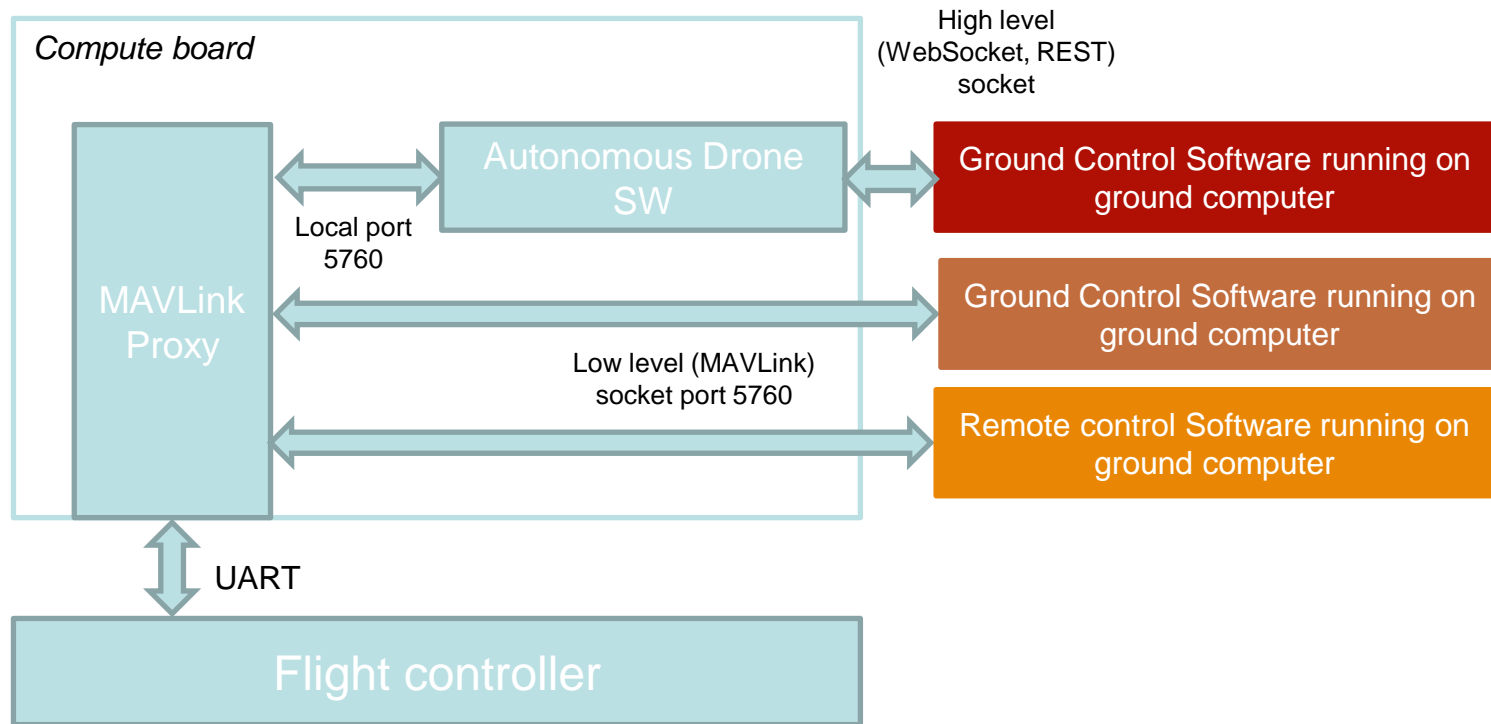 Compute board
High level
(WebSocket, REST)
socket
MAVLink
Proxy
Autonomous Drone
SW
Ground Control Software running on
ground computer
Local port
5760
Ground Control Software running on
ground computer
Low level (MAVLink)
socket port 5760
Remote control Software running on
ground computer
UART
Flight controller